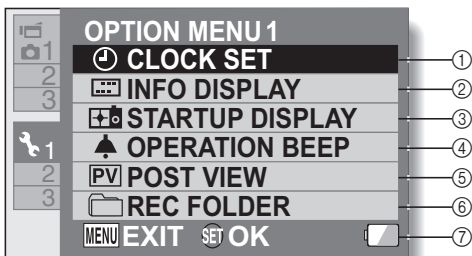 OPTION MENU 1
1
2
3
1
2
3
CLOCK SET ①
INFO DISPLAY ②
STARTUP DISPLAY ③
OPERATION BEEP ④
PV POST VIEW ⑤
REC FOLDER ⑥
MENU EXIT SET OK ⑦